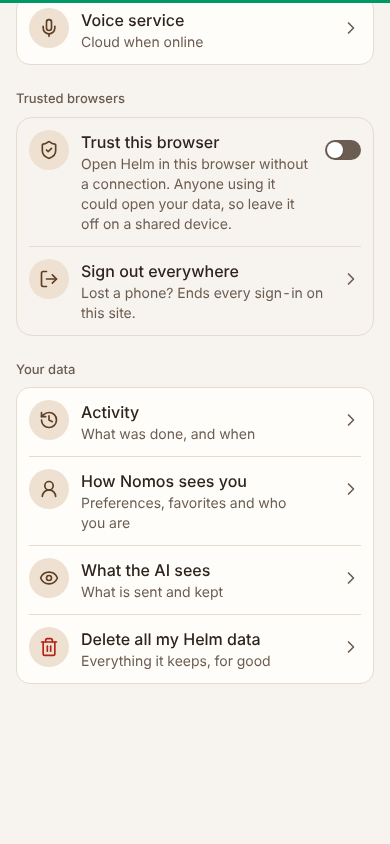 Voice service
Cloud when online
Trusted browsers
Trust this browser
Open Helm in this browser without
a connection. Anyone using it
could open your data, so leave it
off on a shared device.
Sign out everywhere
Lost a phone? Ends every sign-in on
this site.
Your data
Activity
What was done, and when
How Nomos sees you
Preferences, favorites and who
you are
What the AI sees
What is sent and kept
Delete all my Helm data
Everything it keeps, for good